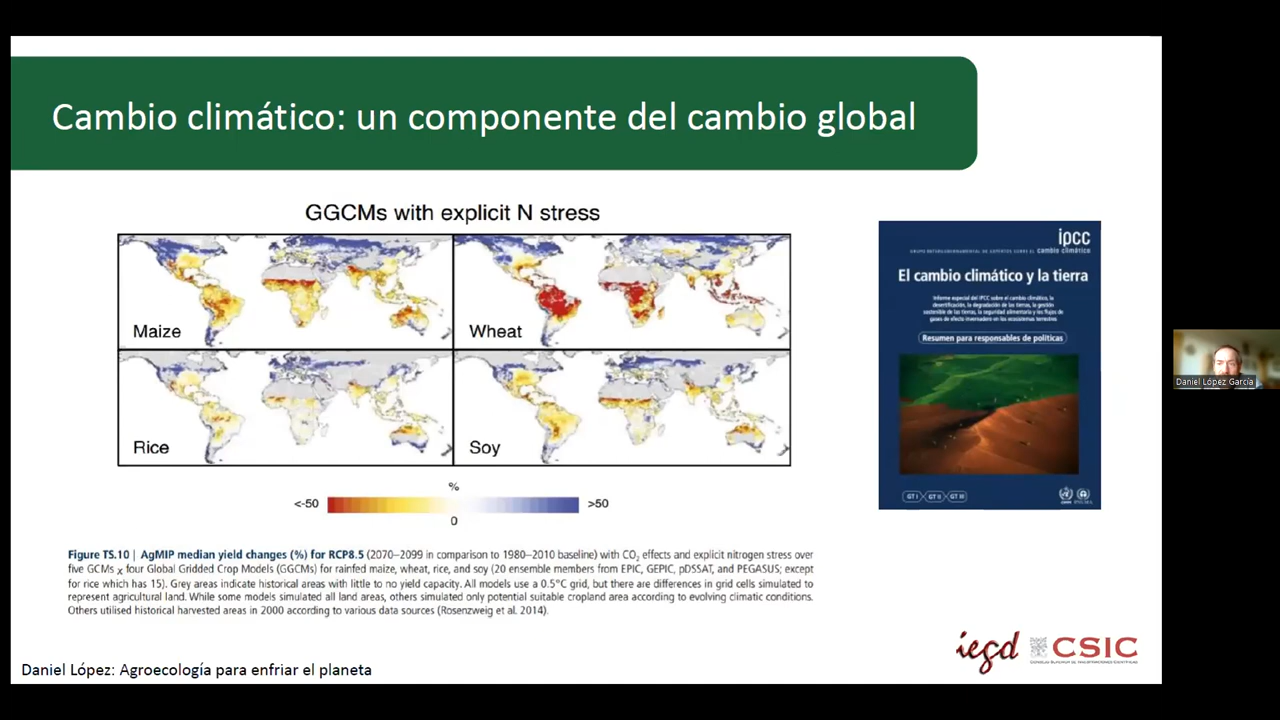 Cambio climático: un componente del cambio global
GGCMs with explicit N stress
Maize
Wheat
Rice
Soy
%
<-50
>50
0
Figure TS.10 | AgMIP median yield changes (%) for RCP8.5 (2070–2099 in comparison to 1980–2010 baseline) with CO2 effects and explicit nitrogen stress over
five GCMs x four Global Gridded Crop Models (GGCMs) for rainfed maize, wheat, rice, and soy (20 ensemble members from EPIC, GEPIC, pDSSAT, and PEGASUS; except
for rice which has 15). Grey areas indicate historical areas with little to no yield capacity. All models use a 0.5°C grid, but there are differences in grid cells simulated to
represent agricultural land. While some models simulated all land areas, others simulated only potential suitable cropland area according to evolving climatic conditions.
Others utilised historical harvested areas in 2000 according to various data sources (Rosenzweig et al. 2014).
ipcc
GRUPO INTERGUBERNAMENTAL DE EXPERTOS SOBRE EL cambio climático
El cambio climático y la tierra
Informe especial del IPCC sobre el cambio climático, la
desertificación, la degradación de las tierras, la gestión
sostenible de las tierras, la seguridad alimentaria y los flujos de
gases de efecto invernadero en los ecosistemas terrestres
Resumen para responsables de políticas
GT I GT II GT III
Daniel López García
iegd
CSIC
CONSEJO SUPERIOR DE INVESTIGACIONES CIENTÍFICAS
Daniel López: Agroecología para enfriar el planeta